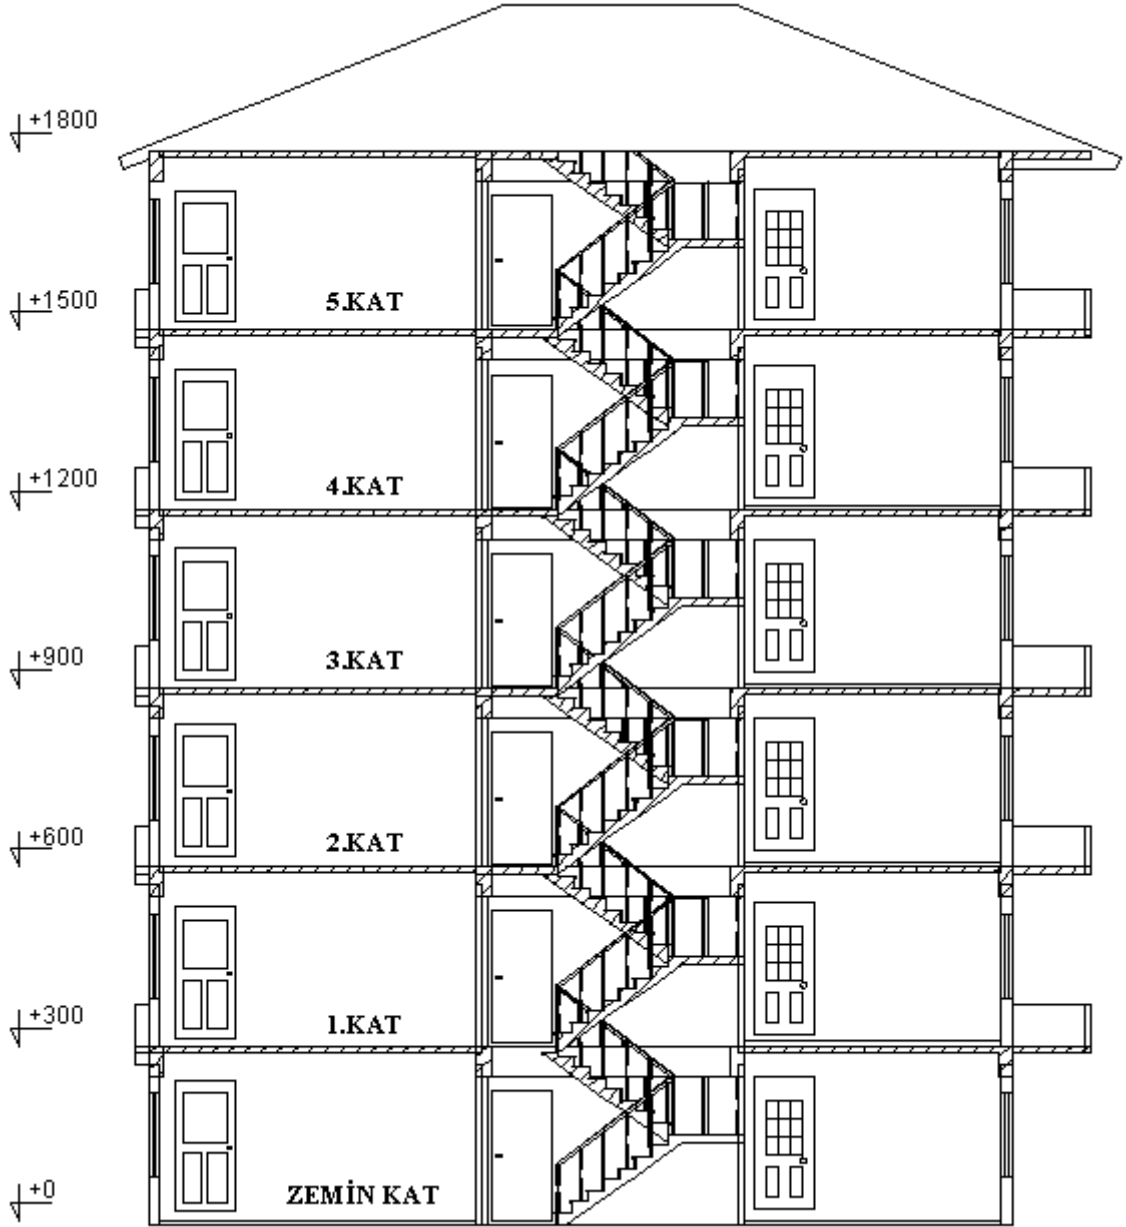 +1800
5.KAT
+1500
4.KAT
+1200
3.KAT
+900
2.KAT
+600
1.KAT
+300
ZEMİN KAT
+0